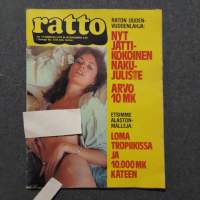 ratto
RATON UUDEN-
VUODENLAHJA:
NYT
JÄTTI-
KOKOINEN
NAKU-
JULISTE
ARVO
10 MK
ETSIMME
ALASTON-
MALLEJA:
LOMA
TROPIIKISSA
JA
10.000 MK
KÄTEEN